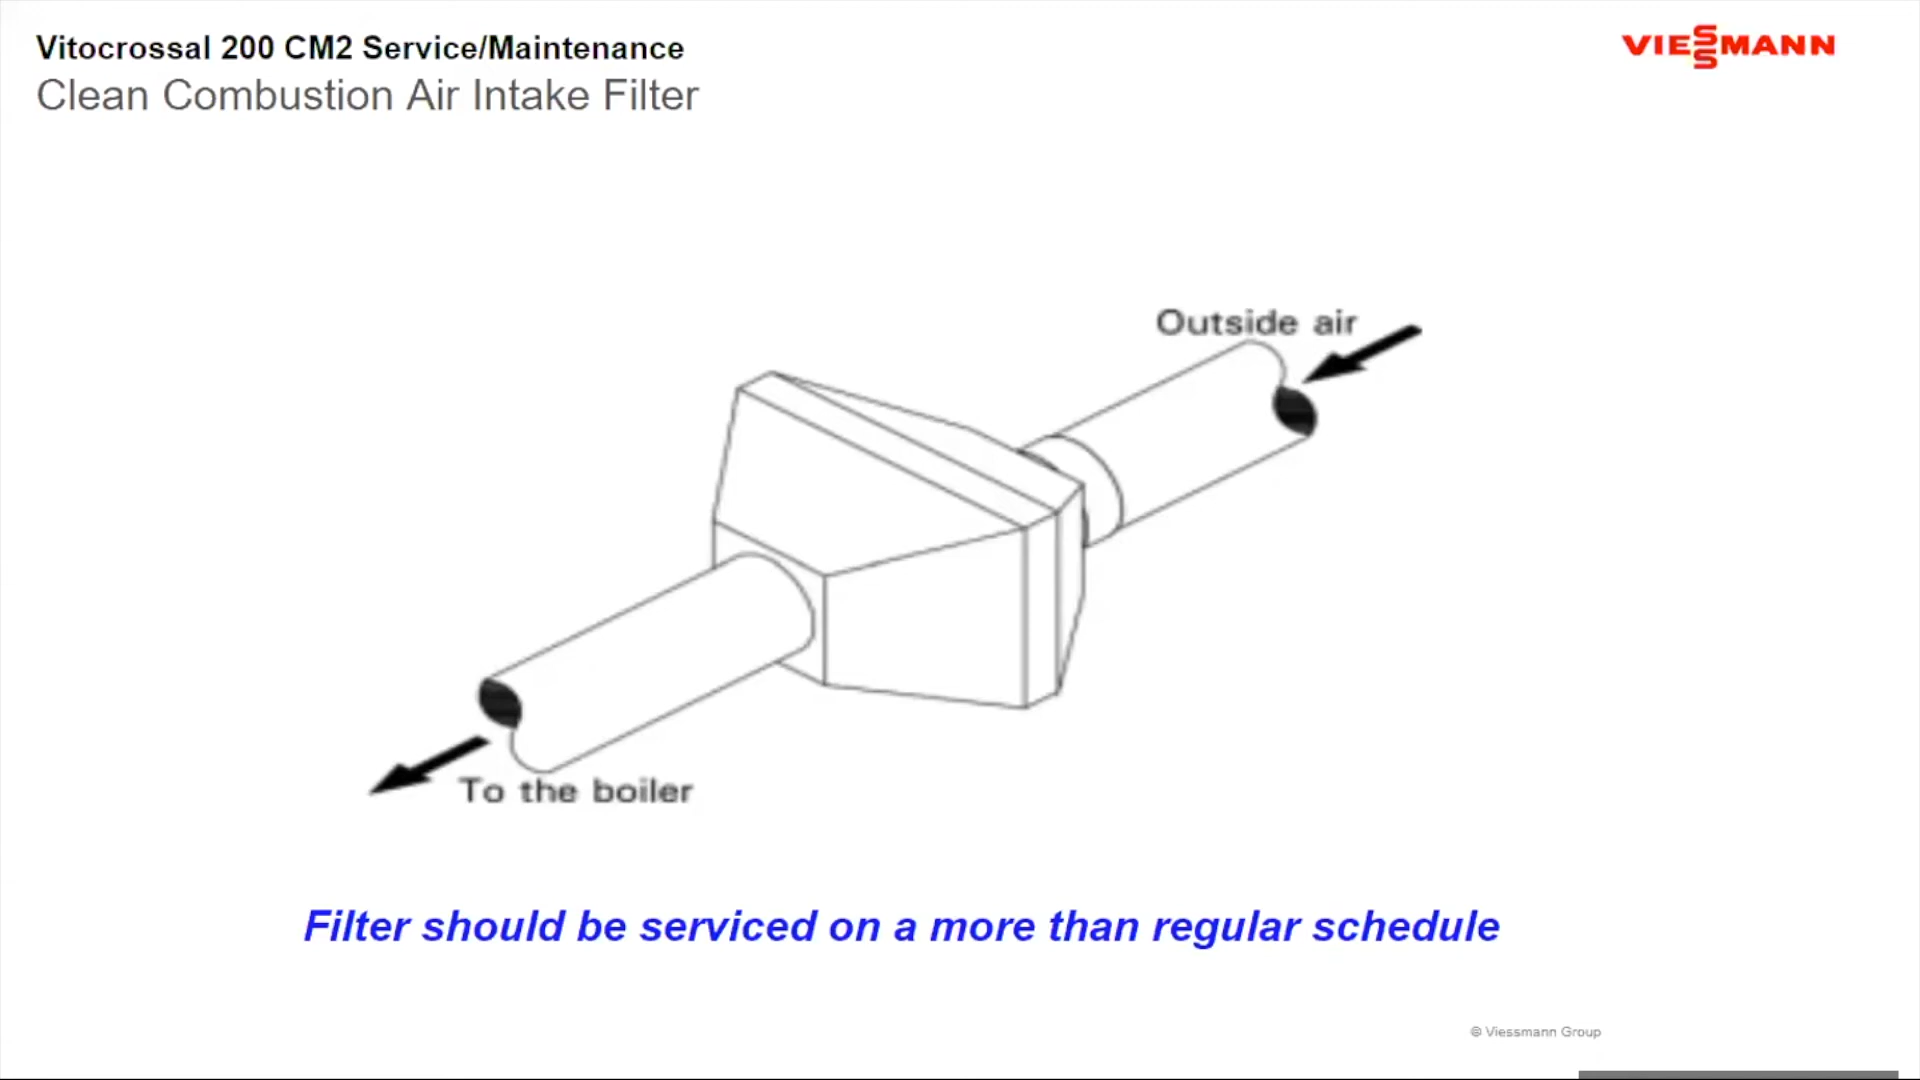 Vitocrossal 200 CM2 Service/Maintenance
VIESSMANN
Clean Combustion Air Intake Filter
Outside air
To the boiler
Filter should be serviced on a more than regular schedule
© Viessmann Group